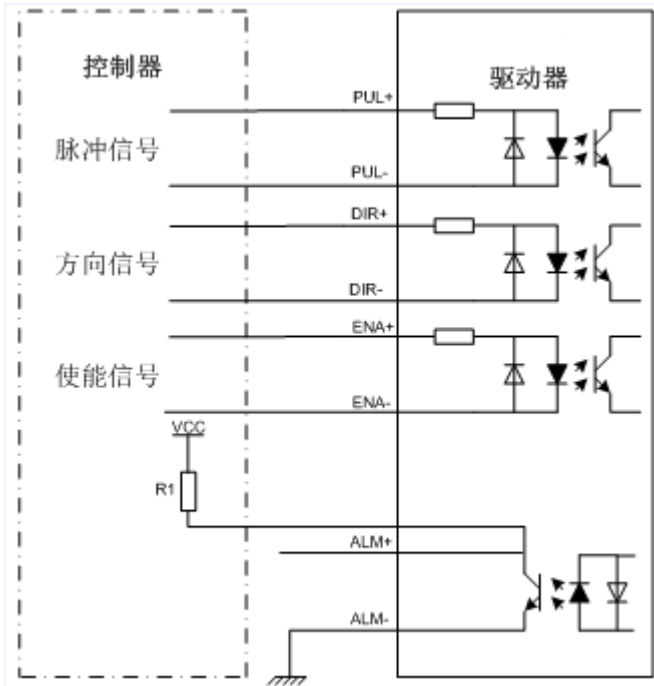 控制器
驱动器
PUL+
脉冲信号
PUL-
DIR+
方向信号
DIR-
ENA+
使能信号
ENA-
VCC
R1
ALM+
ALM-